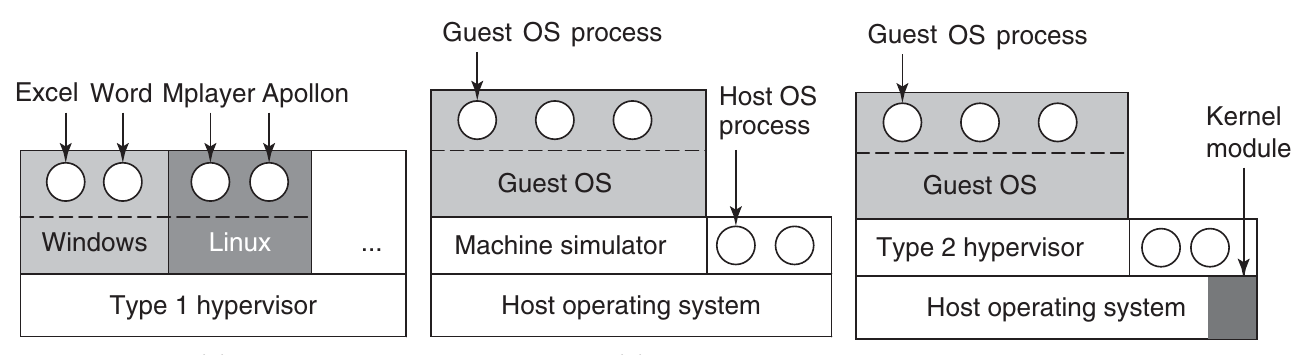 Excel Word Mplayer Apollon
Windows
Linux
...
Type 1 hypervisor
Guest OS process
Host OS
process
Guest OS
Machine simulator
Host operating system
Guest OS process
Kernel
module
Guest OS
Type 2 hypervisor
Host operating system